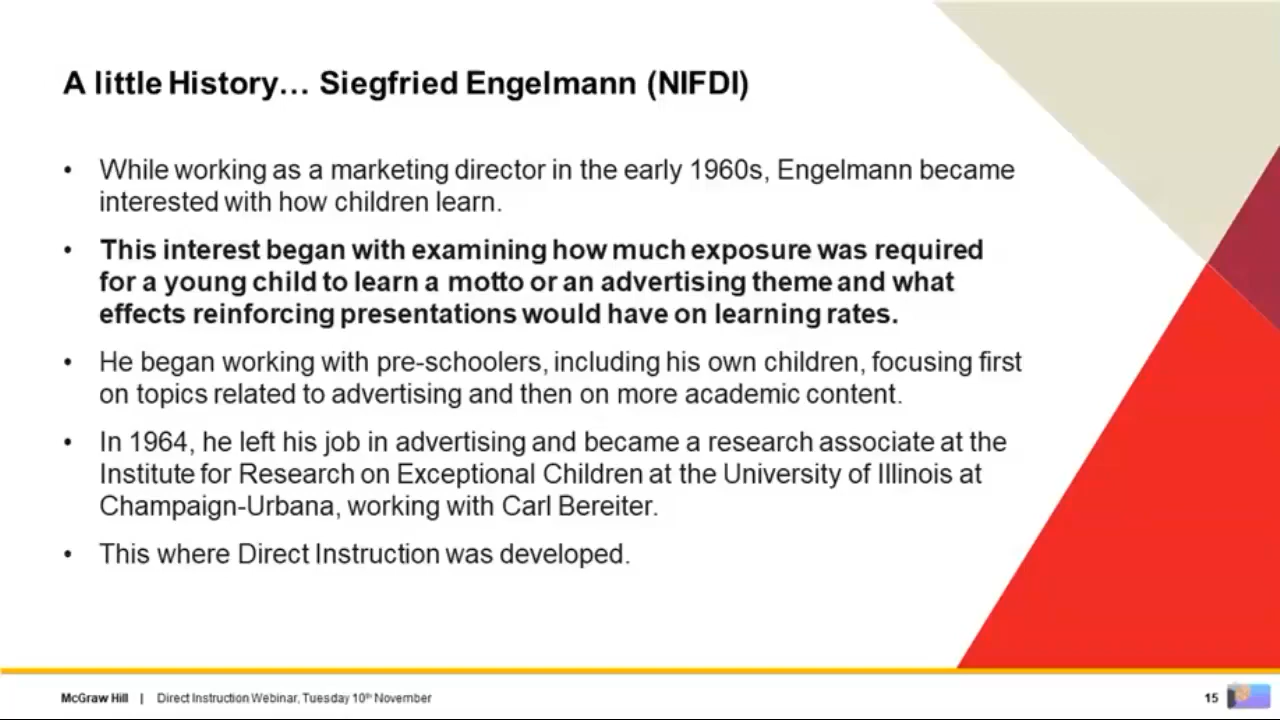 A little History… Siegfried Engelmann (NIFDI)
• While working as a marketing director in the early 1960s, Engelmann became
interested with how children learn.
• This interest began with examining how much exposure was required
for a young child to learn a motto or an advertising theme and what
effects reinforcing presentations would have on learning rates.
• He began working with pre-schoolers, including his own children, focusing first
on topics related to advertising and then on more academic content.
• In 1964, he left his job in advertising and became a research associate at the
Institute for Research on Exceptional Children at the University of Illinois at
Champaign-Urbana, working with Carl Bereiter.
• This where Direct Instruction was developed.
McGraw Hill | Direct Instruction Webinar, Tuesday 10th November
15